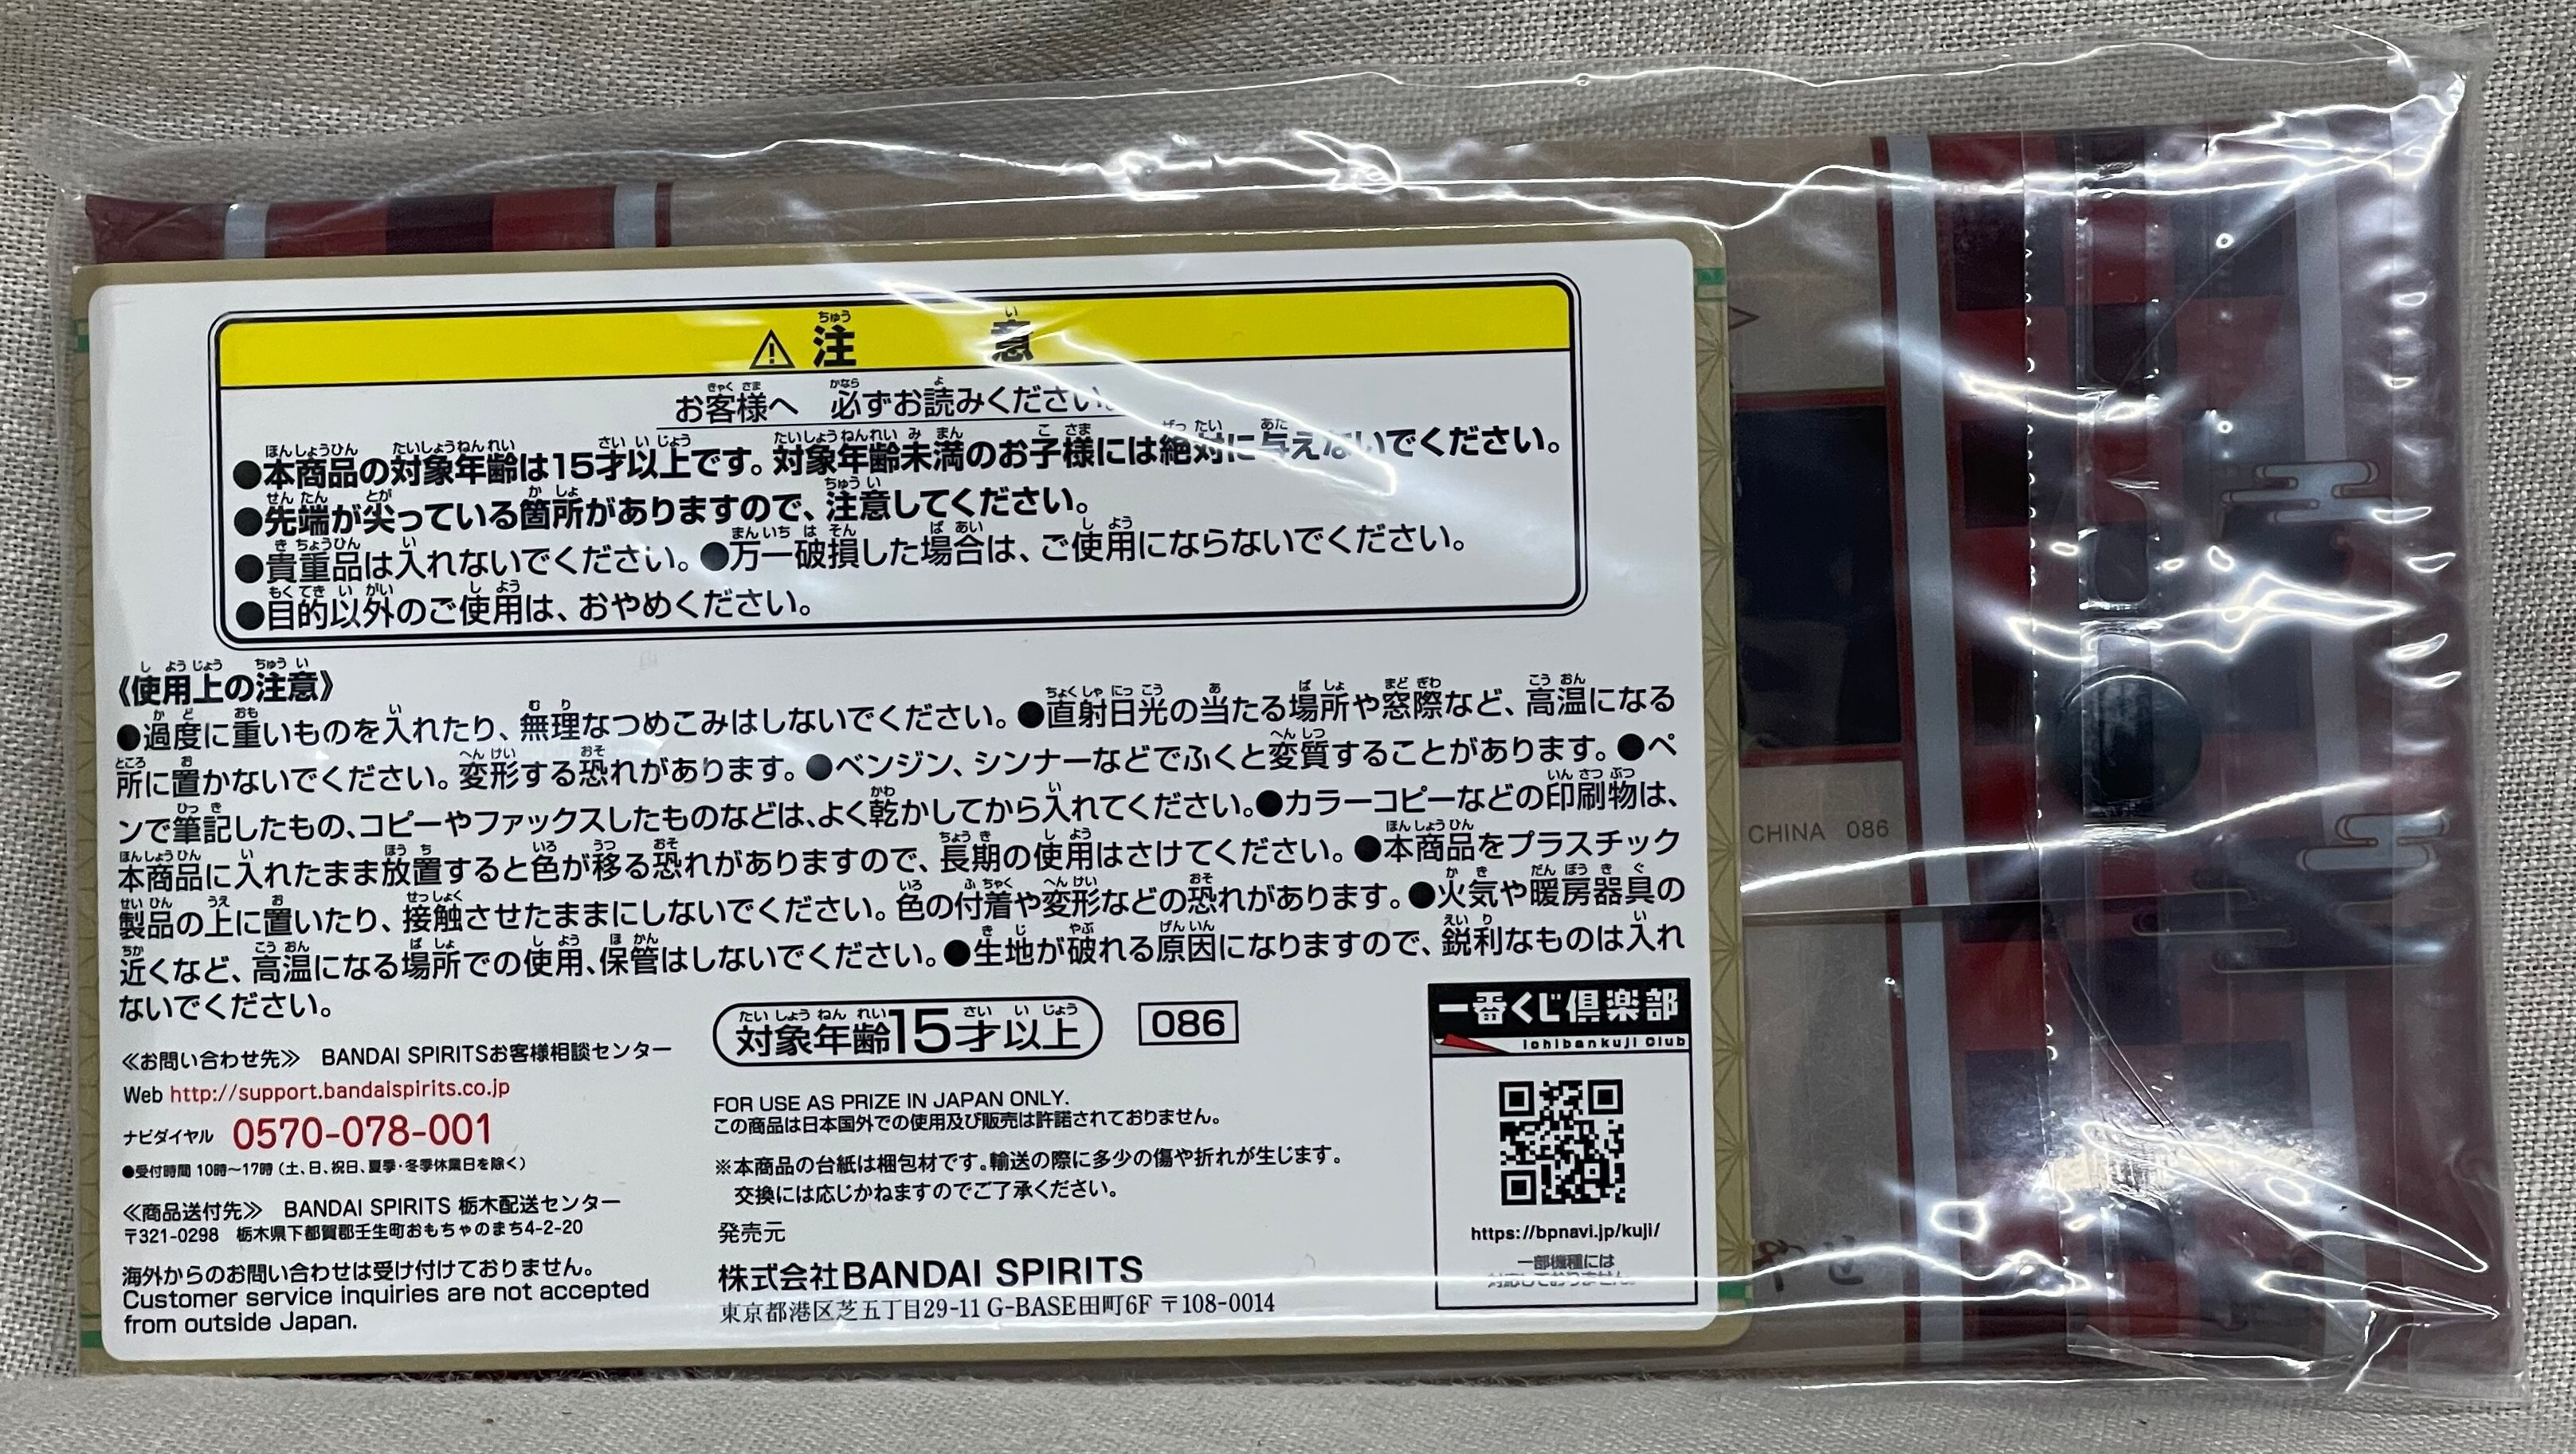 ⚠注意
お客様へ 必ずお読みください。
●本商品の対象年齢は15才以上です。対象年齢未満のお子様には絶対に与えないでください。
●先端が尖っている箇所がありますので、注意してください。
●貴重品は入れないでください。●万一破損した場合は、ご使用にならないでください。
●目的以外のご使用は、おやめください。
《使用上の注意》
●過度に重いものを入れたり、無理なつめこみはしないでください。●直射日光の当たる場所や窓際など、高温になる
所に置かないでください。変形する恐れがあります。●ベンジン、シンナーなどでふくと変質することがあります。●ペ
ンで筆記したもの、コピーやファックスしたものなどは、よく乾かしてから入れてください。●カラーコピーなどの印刷物は、
本商品に入れたまま放置すると色が移る恐れがありますので、長期の使用はさけてください。●本商品をプラスチック
製品の上に置いたり、接触させたままにしないでください。色の付着や変形などの恐れがあります。●火気や暖房器具の
近くなど、高温になる場所での使用、保管はしないでください。●生地が破れる原因になりますので、鋭利なものは入れ
ないでください。
≪お問い合わせ先≫ BANDAI SPIRITSお客様相談センター
Web http://support.bandaispirits.co.jp
ナビダイヤル 0570-078-001
●受付時間 10時～17時（土、日、祝日、夏季・冬季休業日を除く）
≪商品送付先≫ BANDAI SPIRITS 栃木配送センター
〒321-0298 栃木県下都賀郡壬生町おもちゃのまち4-2-20
海外からのお問い合わせは受け付けておりません。
Customer service inquiries are not accepted
from outside Japan.
対象年齢15才以上
086
FOR USE AS PRIZE IN JAPAN ONLY.
この商品は日本国外での使用及び販売は許諾されておりません。
※本商品の台紙は梱包材です。輸送の際に多少の傷や折れが生じます。
交換には応じかねますのでご了承ください。
発売元
株式会社BANDAI SPIRITS
東京都港区芝五丁目29-11 G-BASE田町6F 〒108-0014
一番くじ倶楽部
Ichibankuji Club
https://bpnavi.jp/kuji/
一部機種には
対応しておりません。
CHINA 086